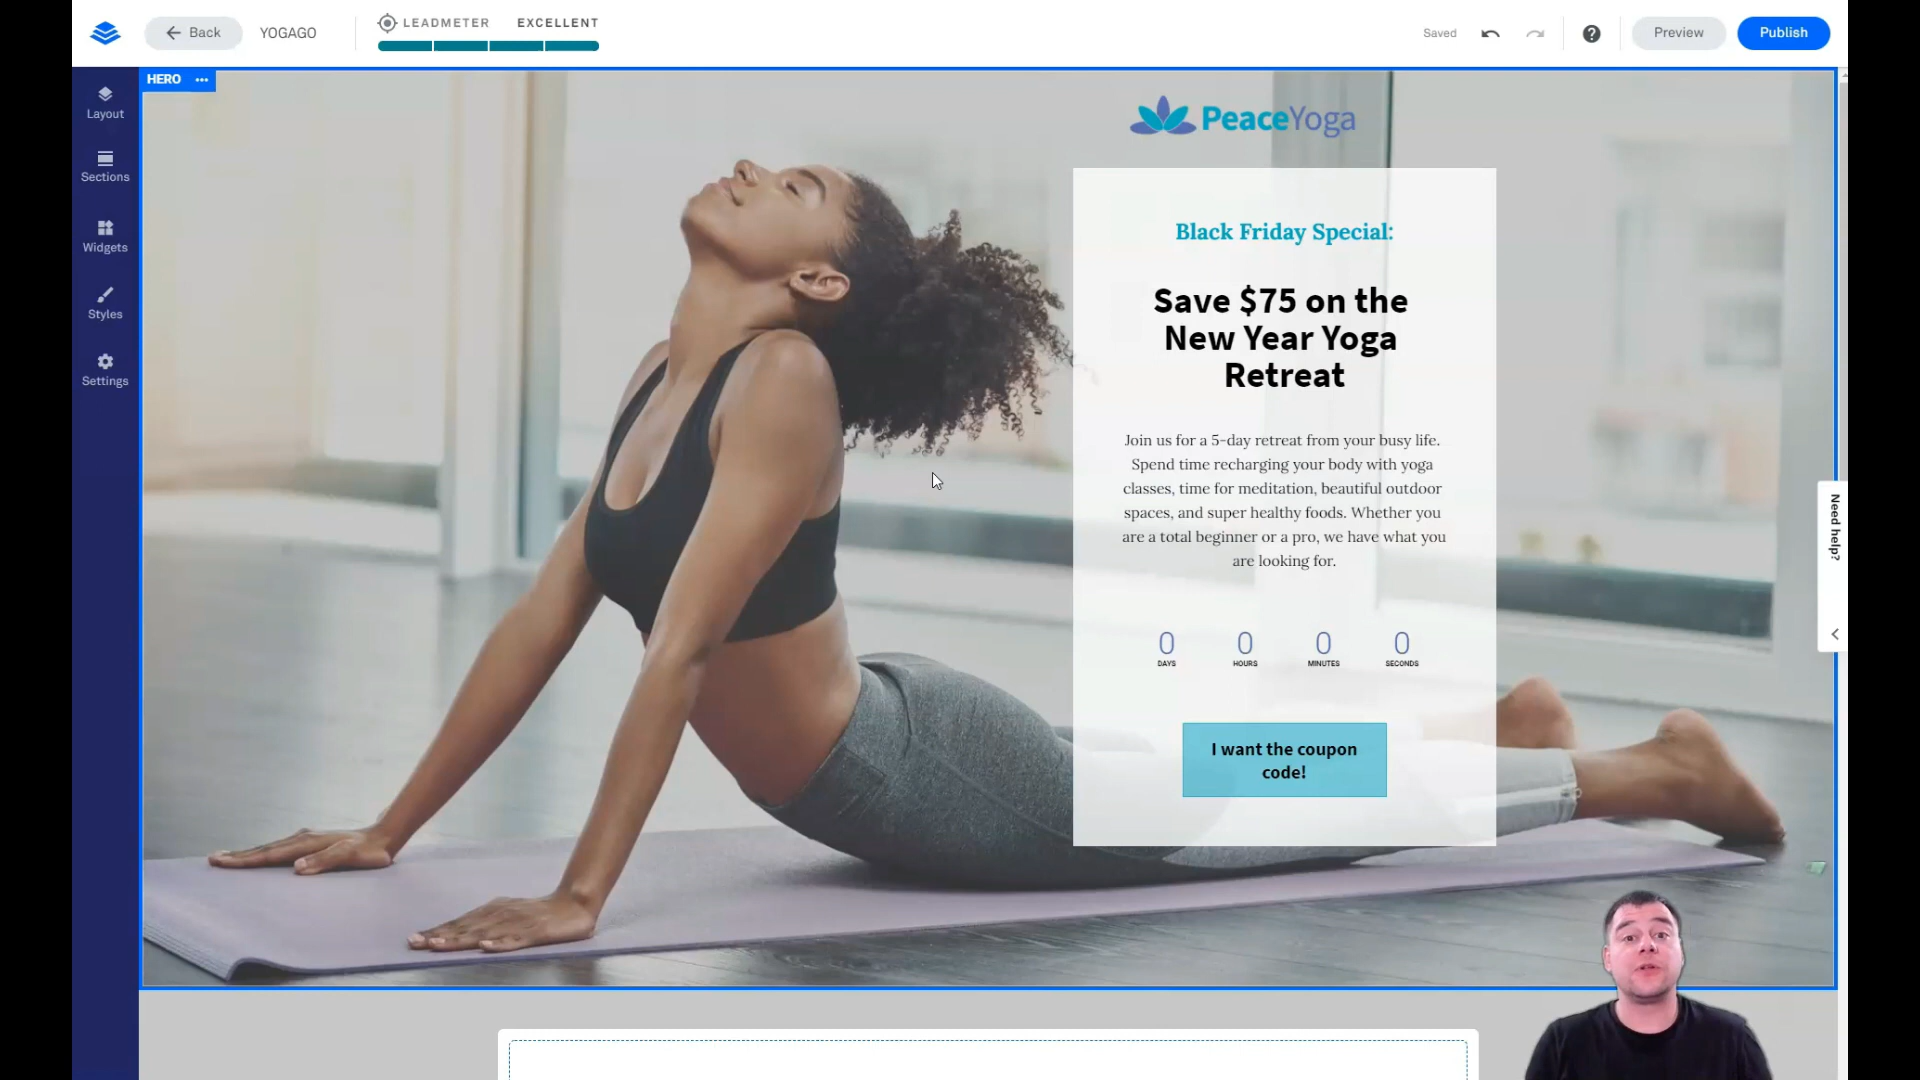 Back
YOGAGO
LEADMETER EXCELLENT
Saved
Preview
Publish
HERO
Layout
Sections
Widgets
Styles
Settings
PeaceYoga
Black Friday Special:
Save $75 on the
New Year Yoga
Retreat
Join us for a 5-day retreat from your busy life.
Spend time recharging your body with yoga
classes, time for meditation, beautiful outdoor
spaces, and super healthy foods. Whether you
are a total beginner or a pro, we have what you
are looking for.
0 0 0 0
DAYS HOURS MINUTES SECONDS
I want the coupon
code!
Need help?